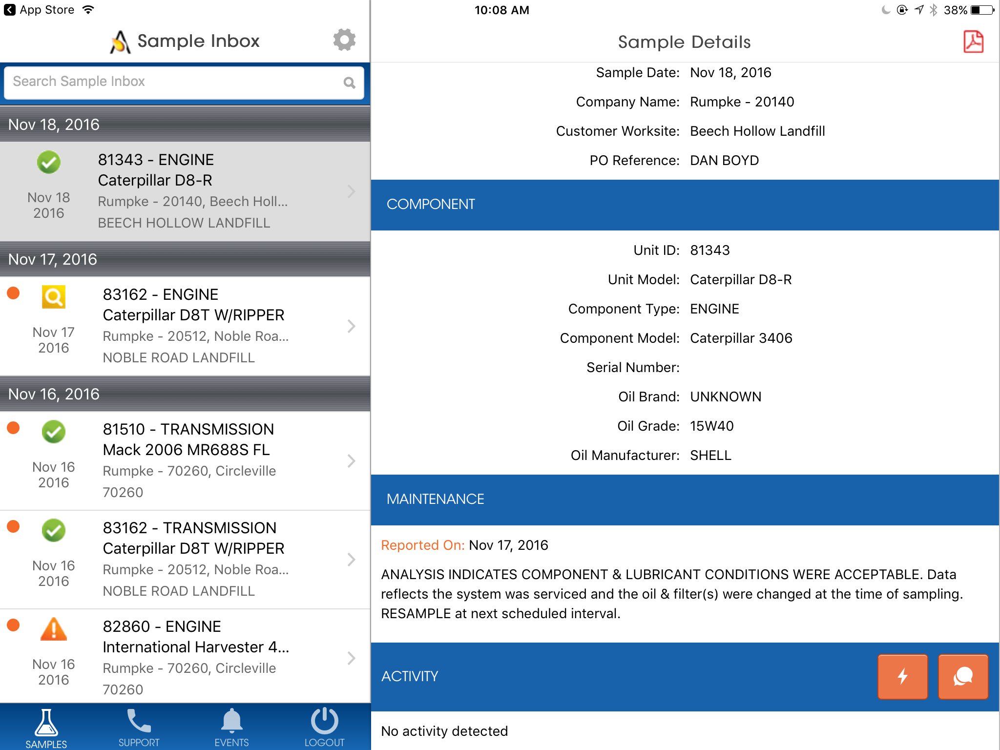 App Store
10:08 AM
38%
Sample Inbox
Search Sample Inbox
Nov 18, 2016
81343 - ENGINE
Caterpillar D8-R
Nov 18
2016
Rumpke - 20140, Beech Holl...
BEECH HOLLOW LANDFILL
Nov 17, 2016
83162 - ENGINE
Caterpillar D8T W/RIPPER
Nov 17
2016
Rumpke - 20512, Noble Roa...
NOBLE ROAD LANDFILL
Nov 16, 2016
81510 - TRANSMISSION
Mack 2006 MR688S FL
Nov 16
2016
Rumpke - 70260, Circleville
70260
83162 - TRANSMISSION
Caterpillar D8T W/RIPPER
Nov 16
2016
Rumpke - 20512, Noble Roa...
NOBLE ROAD LANDFILL
82860 - ENGINE
International Harvester 4...
Nov 16
2016
Rumpke - 70260, Circleville
70260
SAMPLES
SUPPORT
EVENTS
LOGOUT
Sample Details
Sample Date: Nov 18, 2016
Company Name: Rumpke - 20140
Customer Worksite: Beech Hollow Landfill
PO Reference: DAN BOYD
COMPONENT
Unit ID: 81343
Unit Model: Caterpillar D8-R
Component Type: ENGINE
Component Model: Caterpillar 3406
Serial Number:
Oil Brand: UNKNOWN
Oil Grade: 15W40
Oil Manufacturer: SHELL
MAINTENANCE
Reported On: Nov 17, 2016
ANALYSIS INDICATES COMPONENT & LUBRICANT CONDITIONS WERE ACCEPTABLE. Data
reflects the system was serviced and the oil & filter(s) were changed at the time of sampling.
RESAMPLE at next scheduled interval.
ACTIVITY
No activity detected